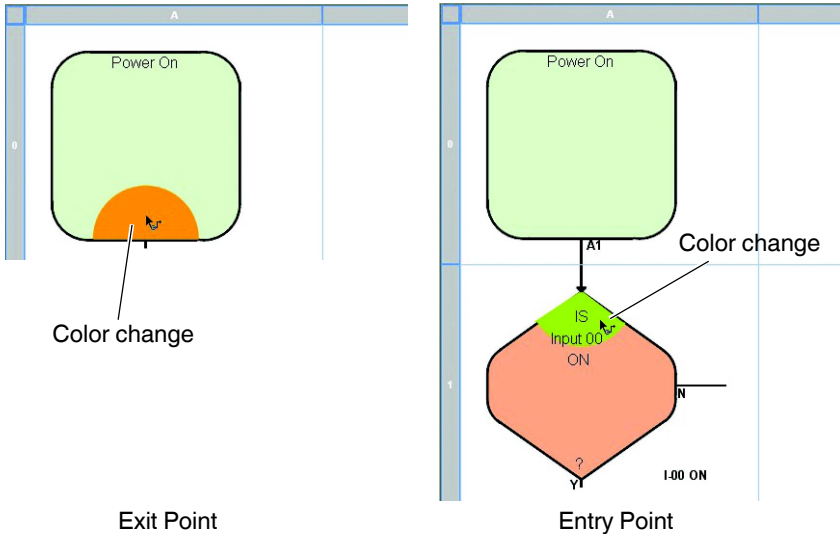 A
0
Power On
Color change
Exit Point
A
0
1
Power On
A1
Color change
IS
Input 00
ON
N
?
Y
I-00 ON
Entry Point